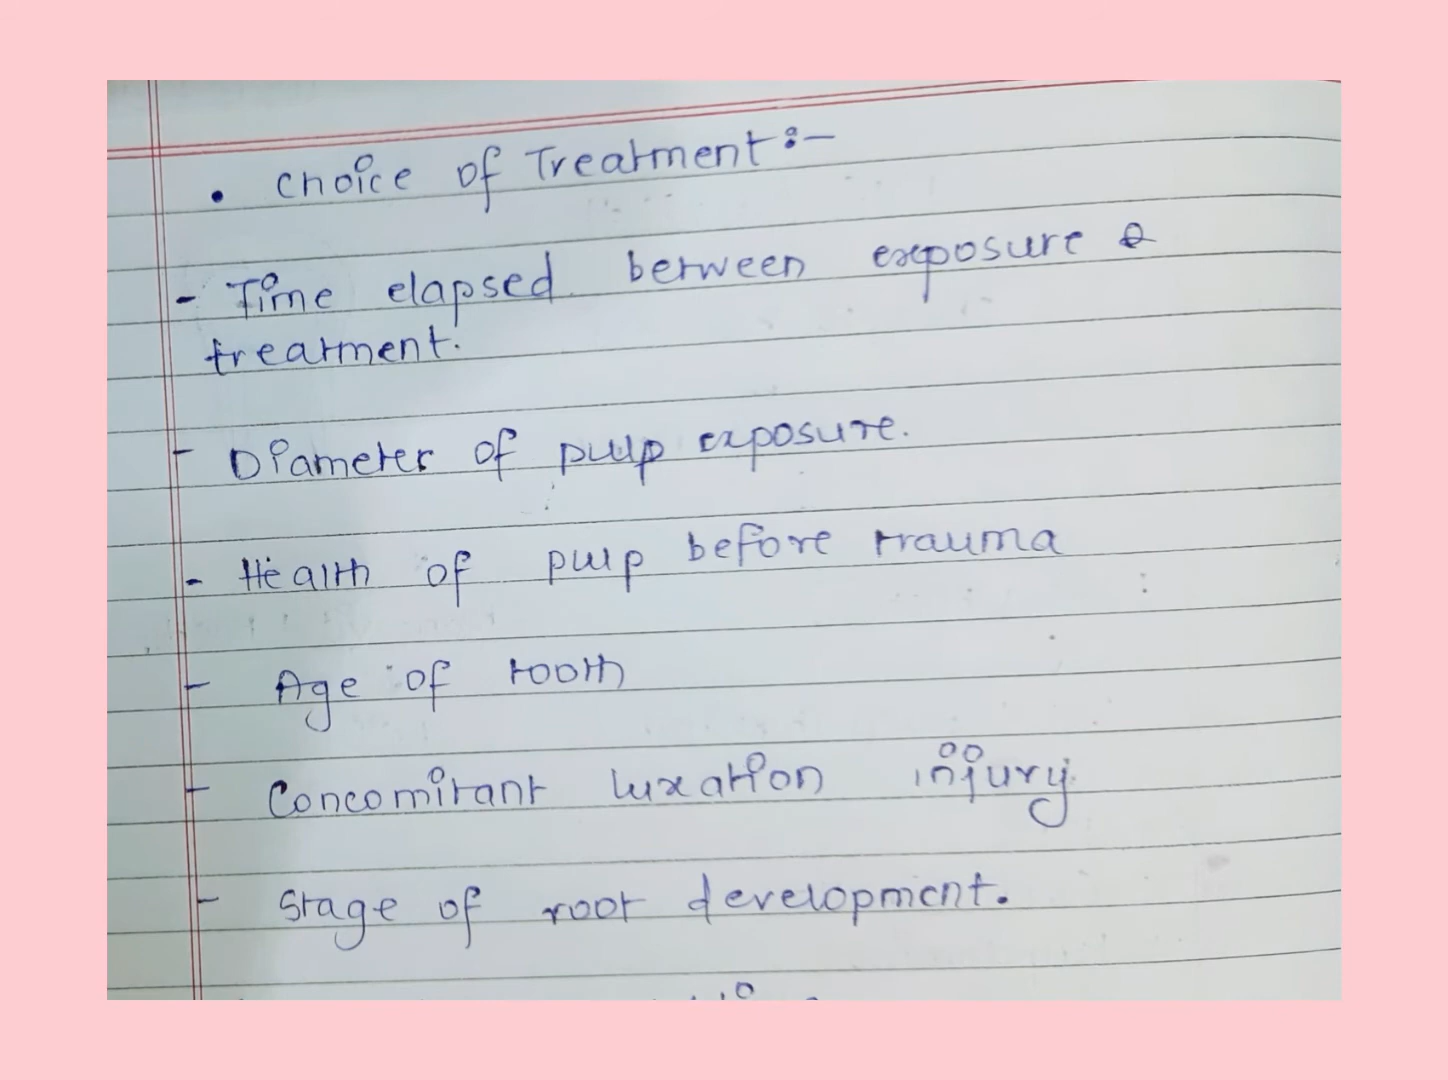 • Choice of Treatment :-
- Time elapsed between exposure &
treatment.
- Diameter of pulp exposure.
- Health of pulp before trauma
- Age of tooth
- Concomitant luxation injury
- Stage of root development.